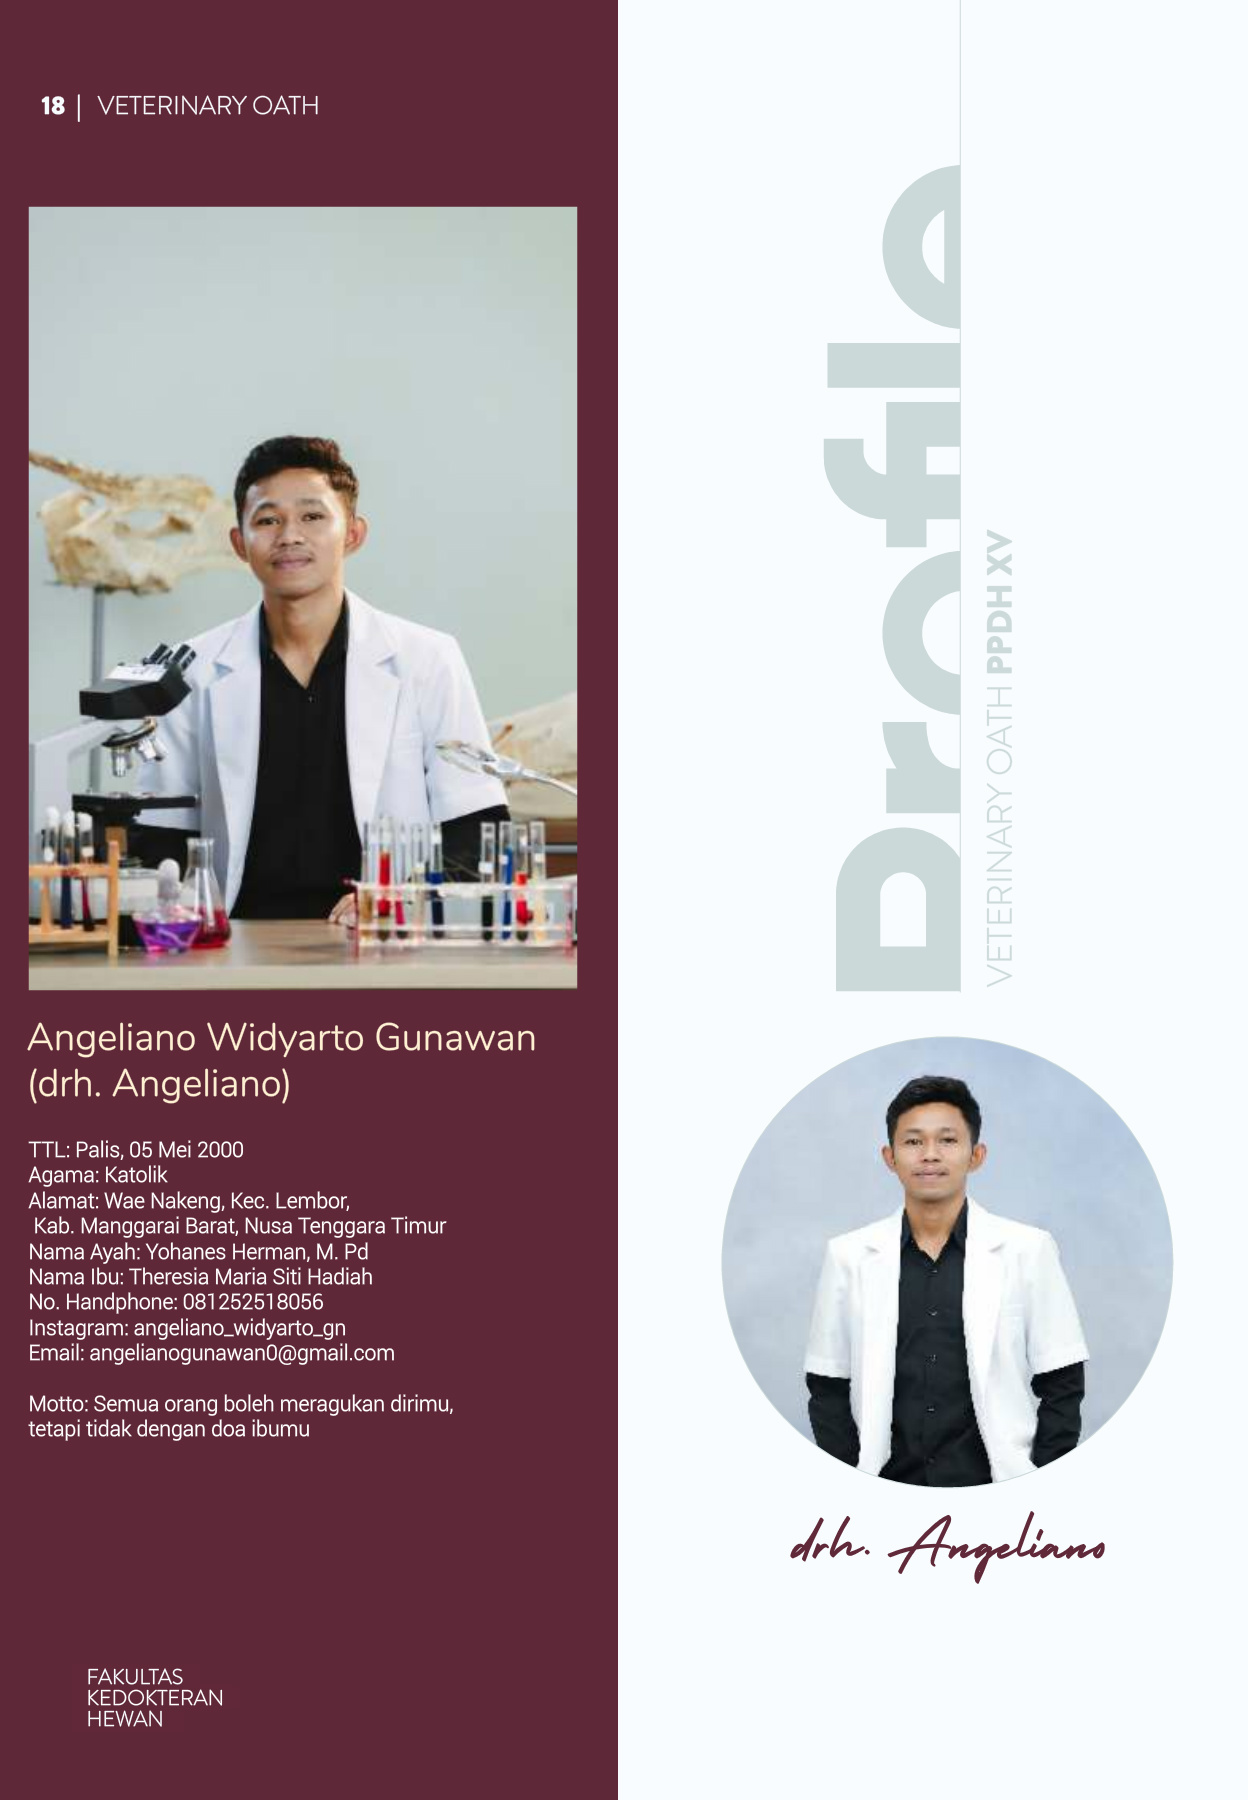 18 | VETERINARY OATH
Angeliano Widyarto Gunawan
(drh. Angeliano)
TTL: Palis, 05 Mei 2000
Agama: Katolik
Alamat: Wae Nakeng, Kec. Lembor,
Kab. Manggarai Barat, Nusa Tenggara Timur
Nama Ayah: Yohanes Herman, M. Pd
Nama Ibu: Theresia Maria Siti Hadiah
No. Handphone: 081252518056
Instagram: angeliano_widyarto_gn
Email: angelianogunawan0@gmail.com
Motto: Semua orang boleh meragukan dirimu,
tetapi tidak dengan doa ibumu
FAKULTAS
KEDOKTERAN
HEWAN
Profile
VETERINARY OATH PPDH XV
drh. Angeliano